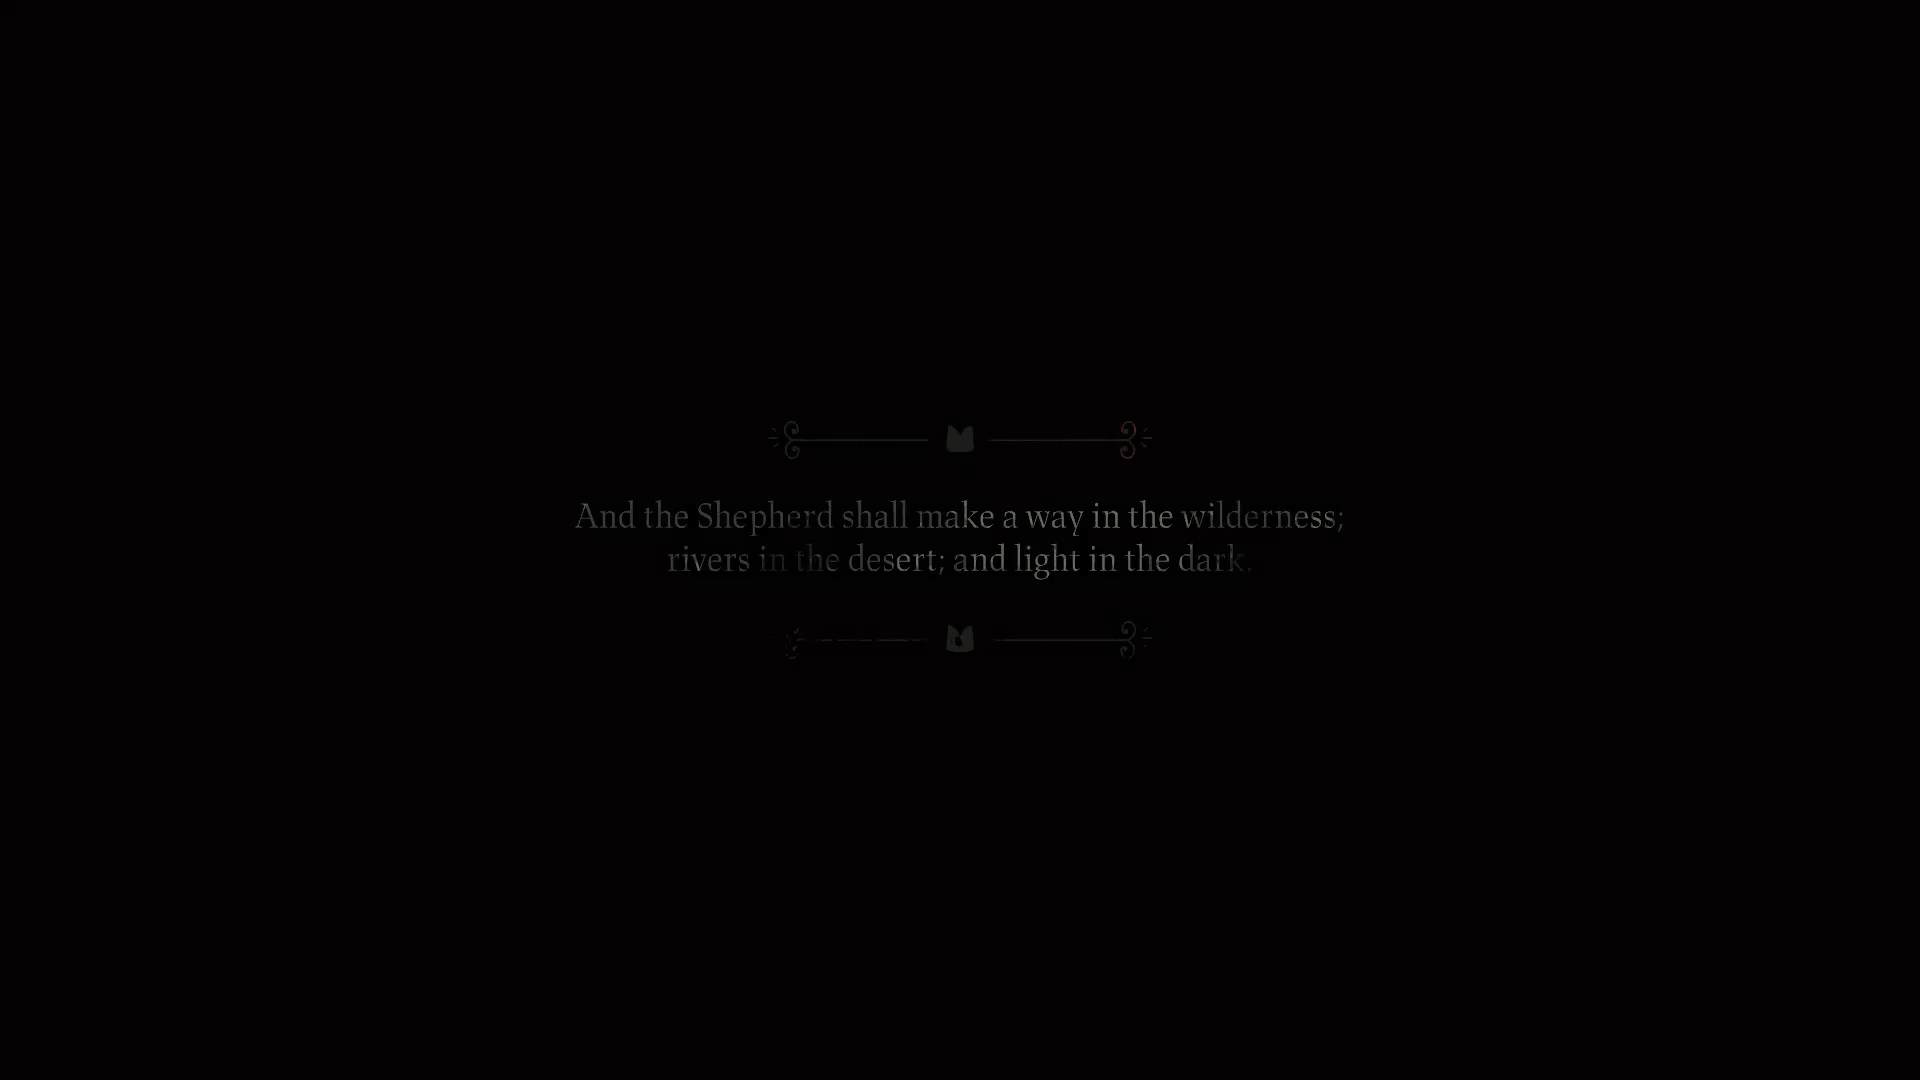 And the Shepherd shall make a way in the wilderness;
rivers in the desert; and light in the dark.